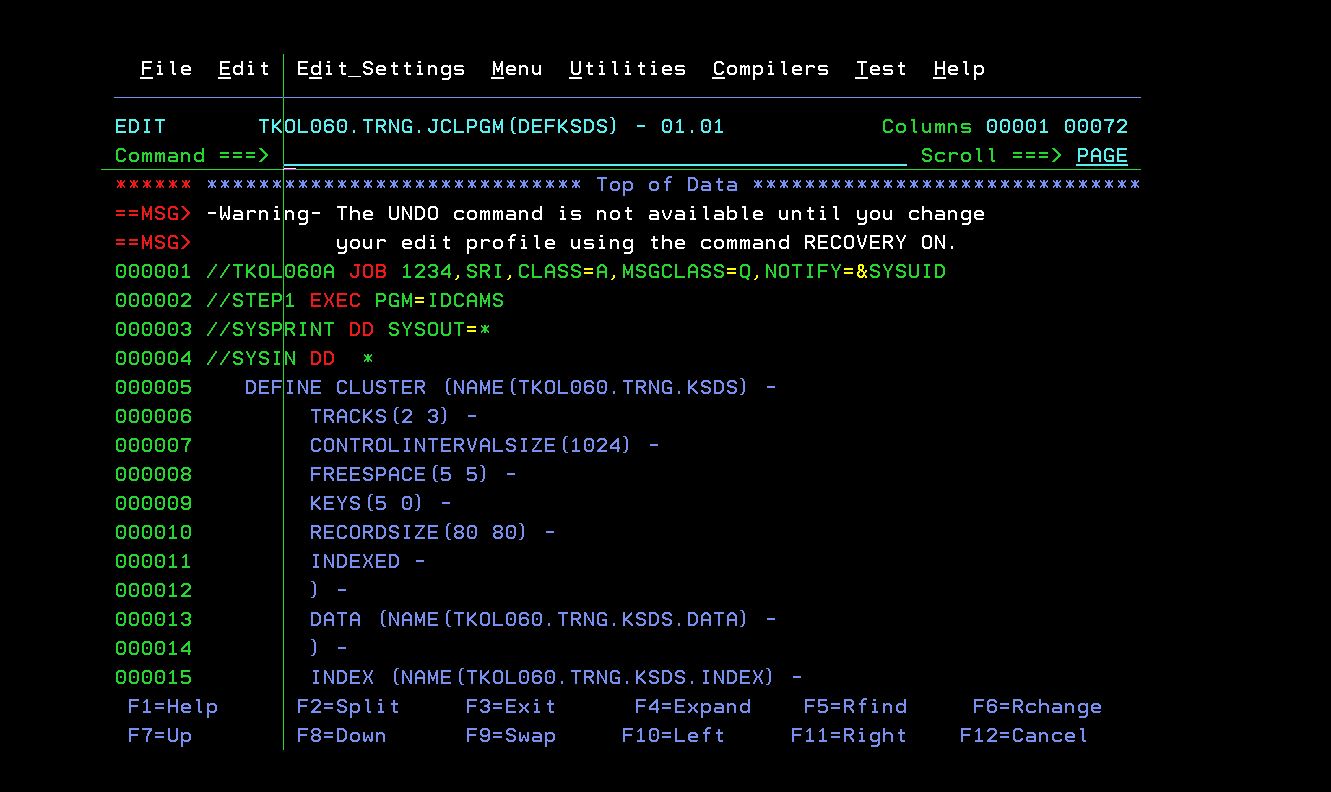 File Edit Edit_Settings Menu Utilities Compilers Test Help
EDIT TKOL060.TRNG.JCLPGM(DEFKSDS) - 01.01 Columns 00001 00072
Command ===> Scroll ===> PAGE
****** ***************************** Top of Data ******************************
==MSG> -Warning- The UNDO command is not available until you change
==MSG> your edit profile using the command RECOVERY ON.
000001 //TKOL060A JOB 1234,SRI,CLASS=A,MSGCLASS=Q,NOTIFY=&SYSUID
000002 //STEP1 EXEC PGM=IDCAMS
000003 //SYSPRINT DD SYSOUT=*
000004 //SYSIN DD  *
000005    DEFINE CLUSTER (NAME(TKOL060.TRNG.KSDS) -
000006         TRACKS(2 3) -
000007         CONTROLINTERVALSIZE(1024) -
000008         FREESPACE(5 5) -
000009         KEYS(5 0) -
000010         RECORDSIZE(80 80) -
000011         INDEXED -
000012         ) -
000013         DATA (NAME(TKOL060.TRNG.KSDS.DATA) -
000014         ) -
000015         INDEX (NAME(TKOL060.TRNG.KSDS.INDEX) -
F1=Help F2=Split F3=Exit F4=Expand F5=Rfind F6=Rchange
F7=Up F8=Down F9=Swap F10=Left F11=Right F12=Cancel